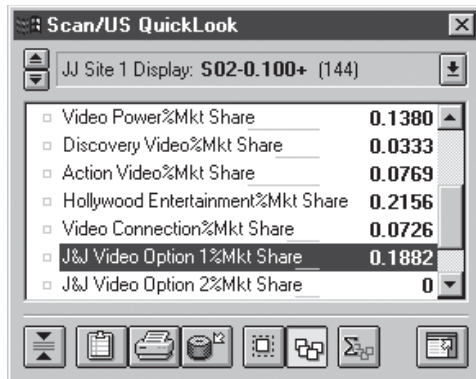 Scan/US QuickLook
JJ Site 1 Display: S02-0.100+ (144)
Video Power%Mkt Share 0.1380
Discovery Video%Mkt Share 0.0333
Action Video%Mkt Share 0.0769
Hollywood Entertainment%Mkt Share 0.2156
Video Connection%Mkt Share 0.0726
J&J Video Option 1%Mkt Share 0.1882
J&J Video Option 2%Mkt Share 0